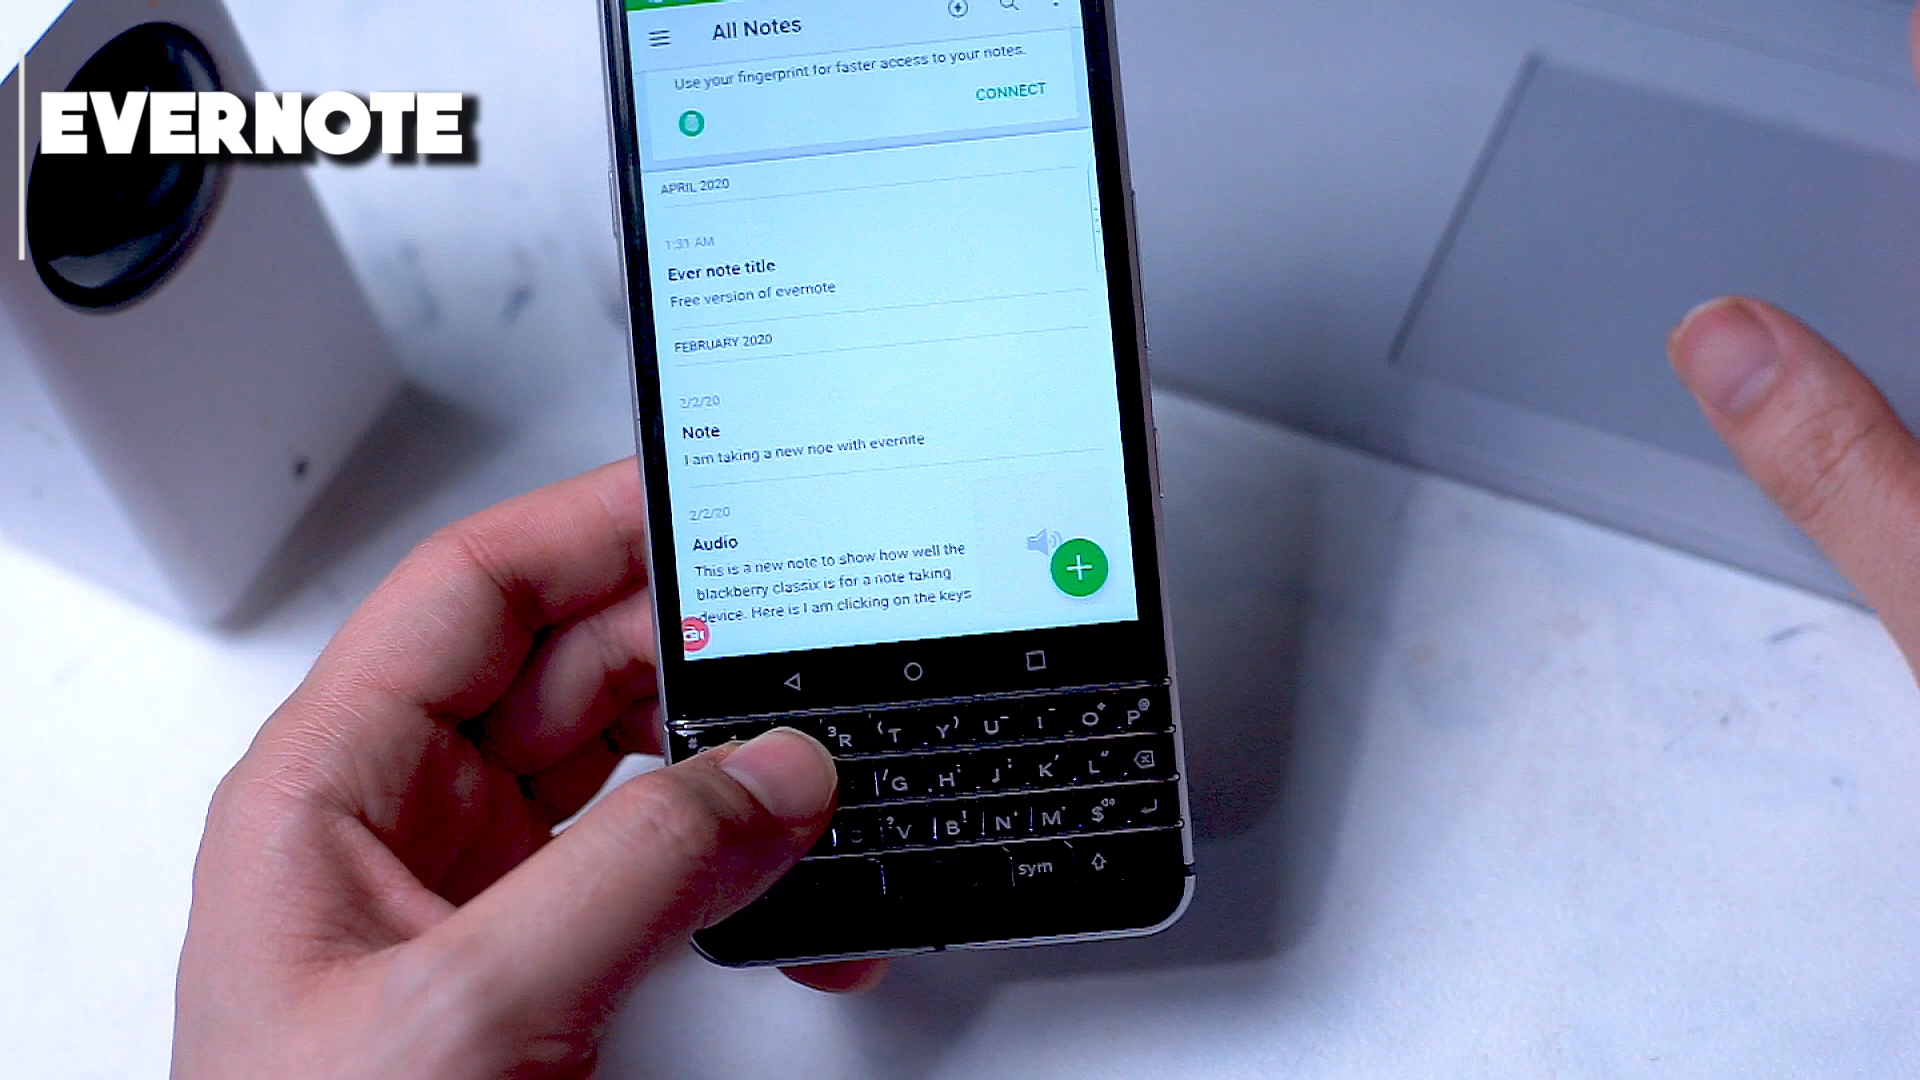 EVERNOTE
All Notes
Use your fingerprint for faster access to your notes.
CONNECT
APRIL 2020
1:31 AM
Ever note title
Free version of evernote
FEBRUARY 2020
2/2/20
Note
I am taking a new noe with evernite
2/2/20
Audio
This is a new note to show how well the
blackberry classix is for a note taking
device. Here is I am clicking on the keys
# 3 R ( T Y ) U I O + P @
/ G H : J ; K ' L "
? V B ! N M $
sym